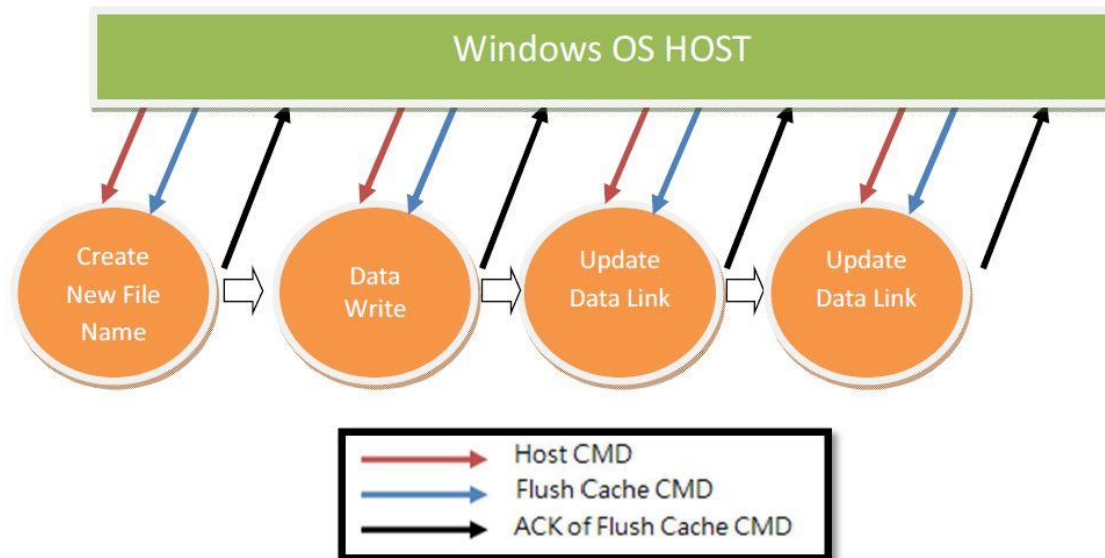 Windows OS HOST
Create
New File
Name
Data
Write
Update
Data Link
Update
Data Link
Host CMD
Flush Cache CMD
ACK of Flush Cache CMD